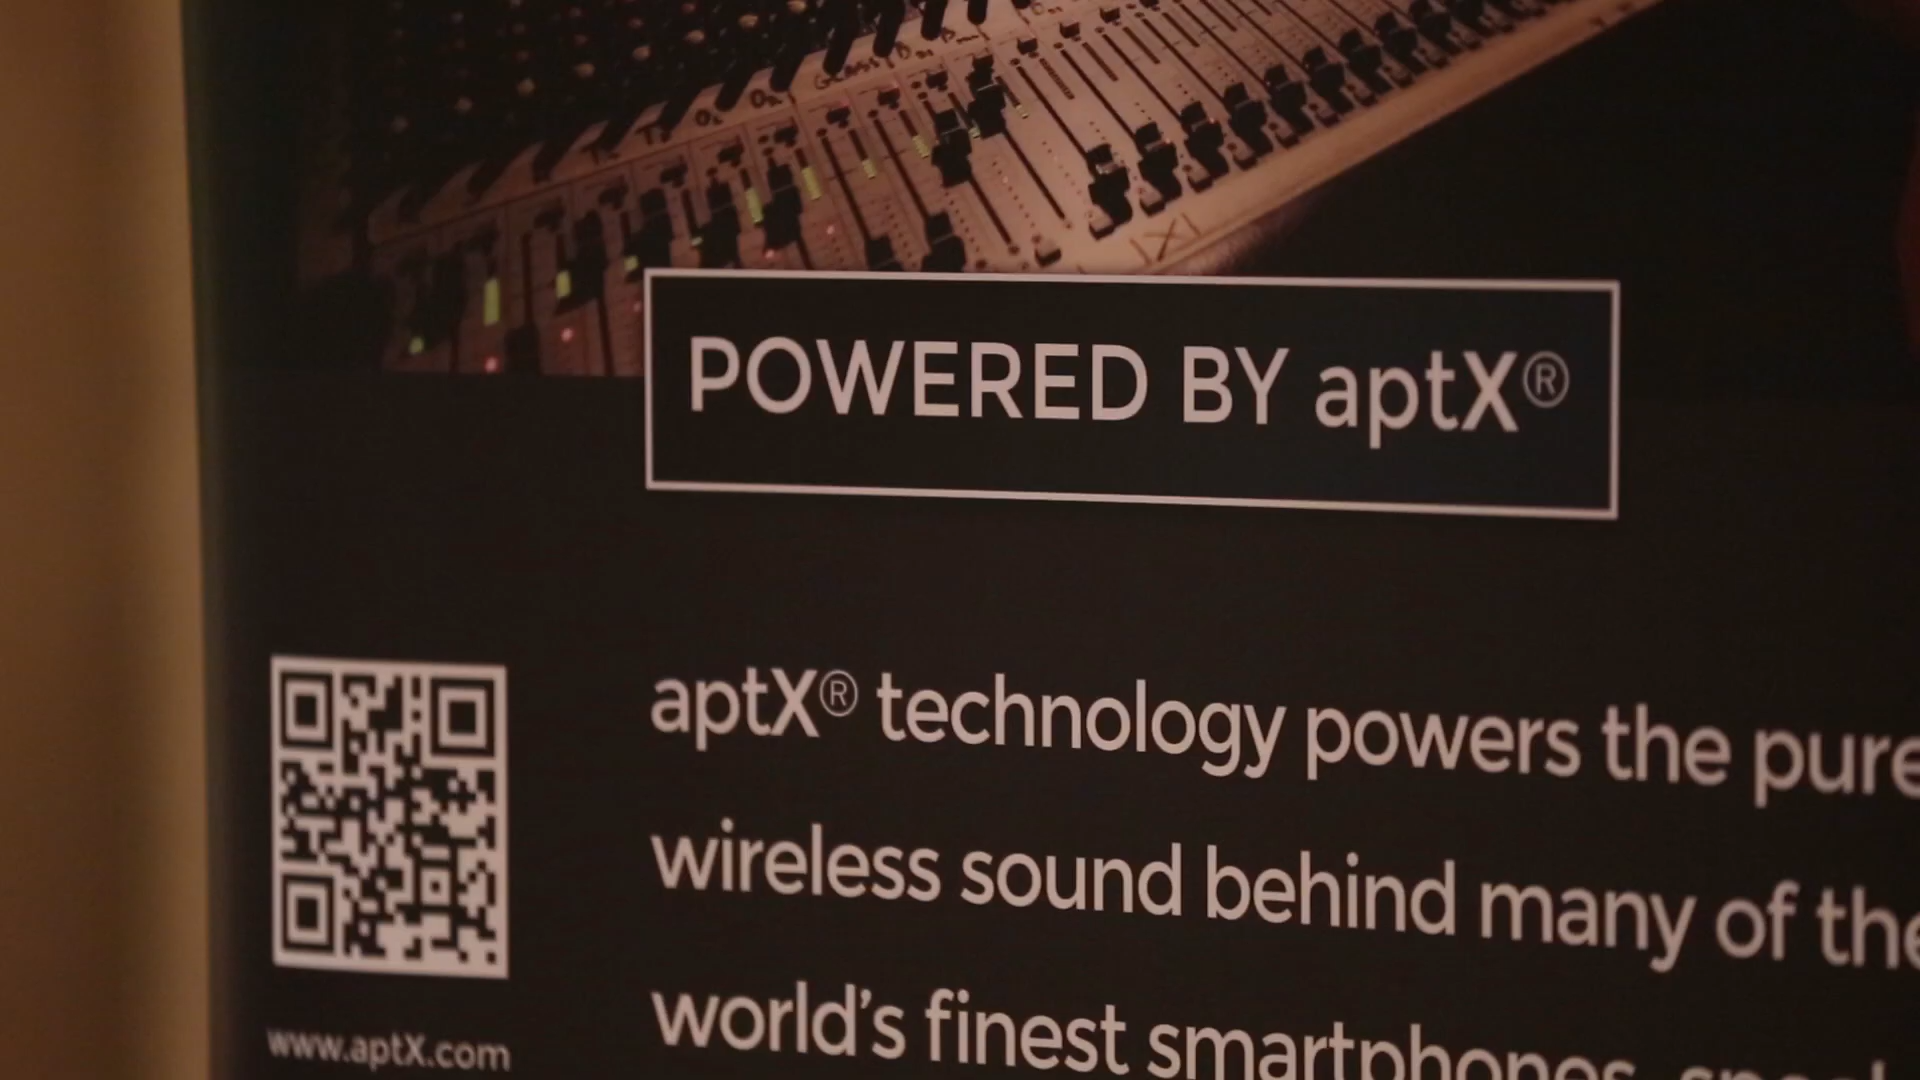 POWERED BY aptX®
aptX® technology powers the pure
wireless sound behind many of the
world's finest smartphones,
www.aptX.com